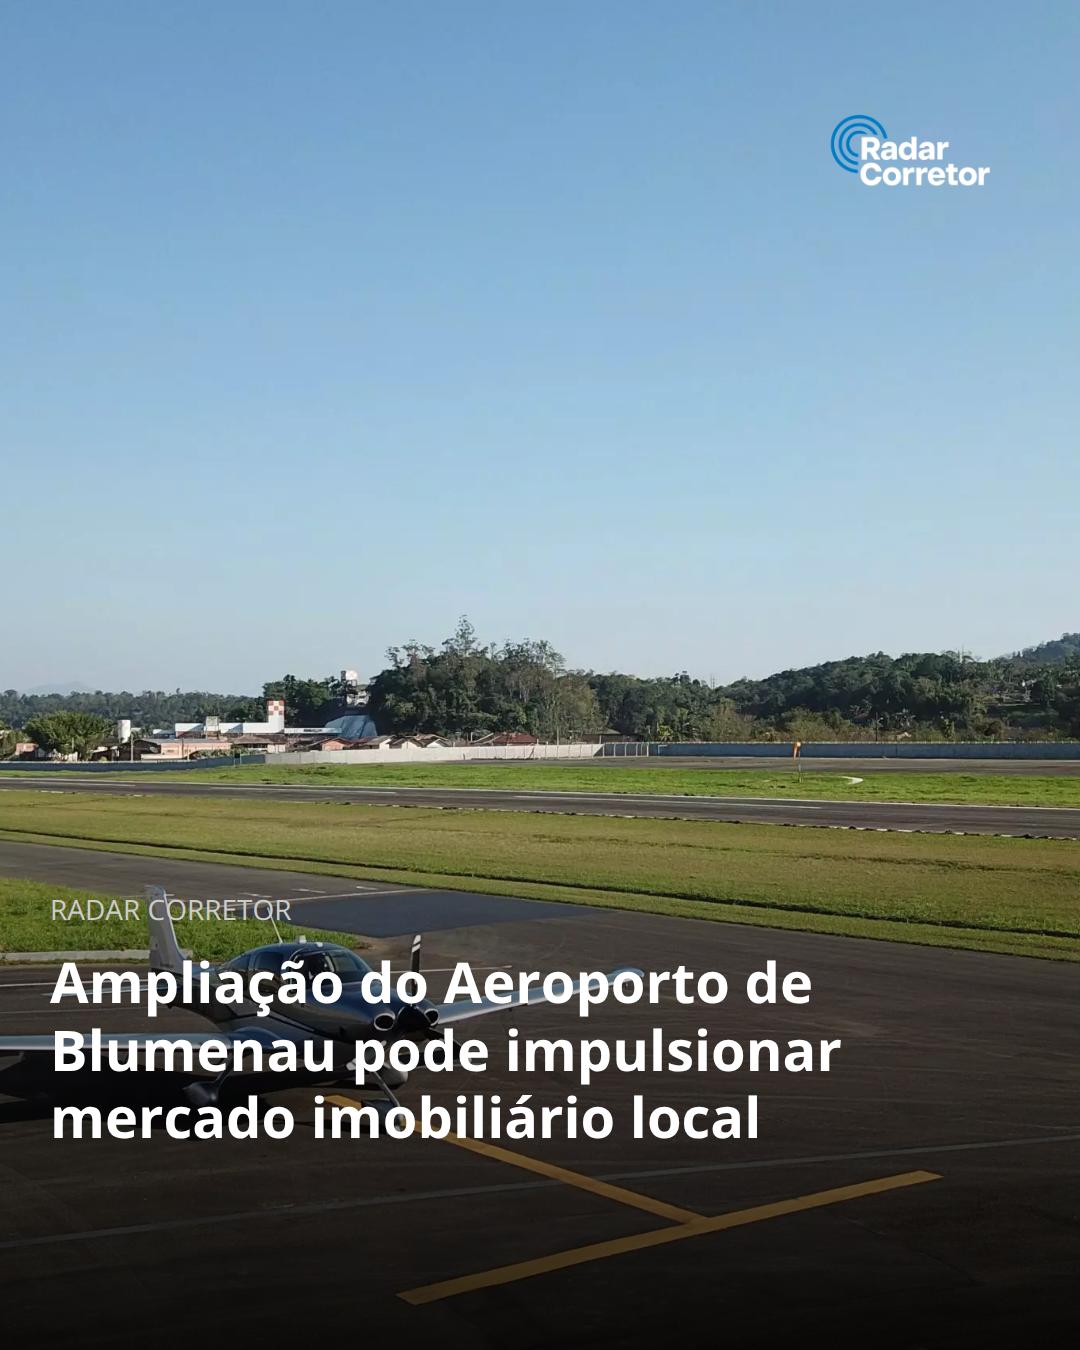 Radar
Corretor
RADAR CORRETOR
Ampliação do Aeroporto de
Blumenau pode impulsionar
mercado imobiliário local